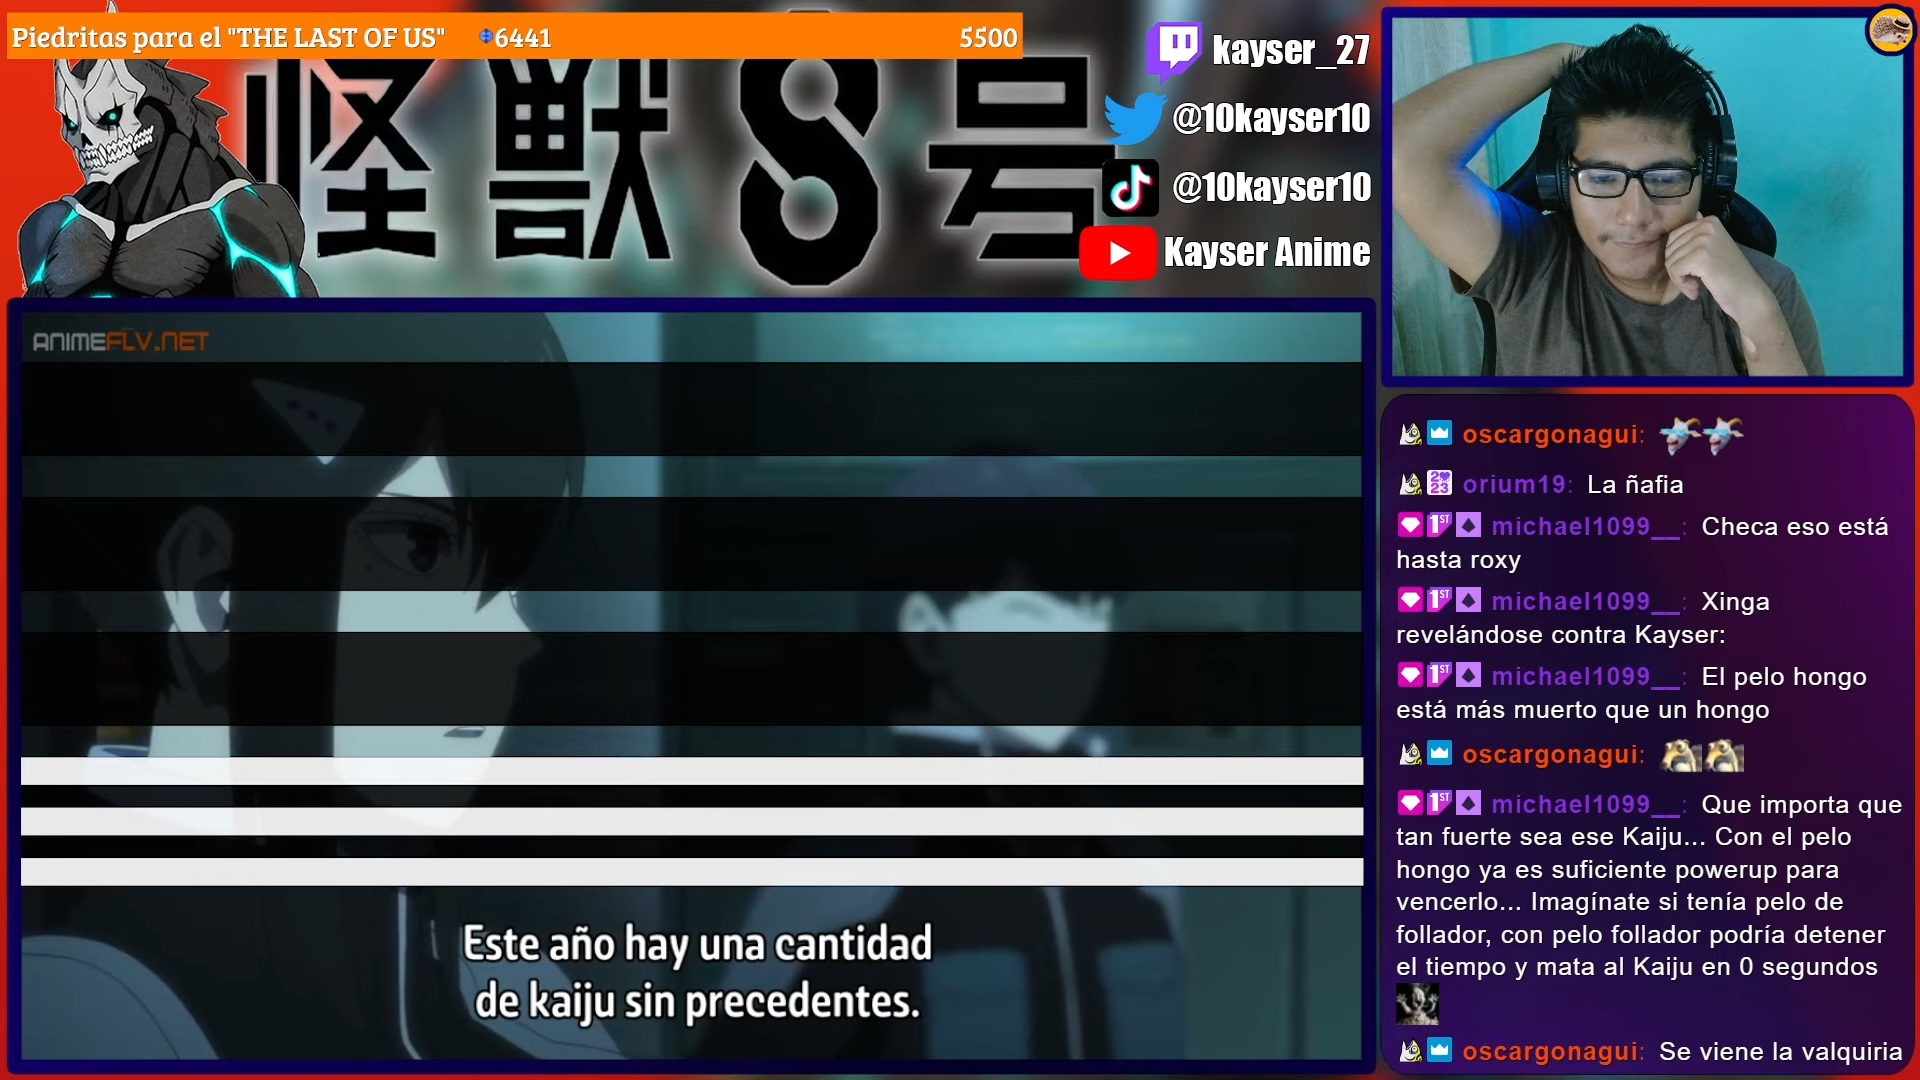 Piedritas para el "THE LAST OF US" 6441 5500
怪獣8号
kayser_27
@10kayser10
@10kayser10
Kayser Anime
ANIMEFLV.NET
Este año hay una cantidad
de kaiju sin precedentes.
oscargonagui:
orium19: La ñafia
michael1099__: Checa eso está
hasta roxy
michael1099__: Xinga
revelándose contra Kayser:
michael1099__: El pelo hongo
está más muerto que un hongo
oscargonagui:
michael1099__: Que importa que
tan fuerte sea ese Kaiju... Con el pelo
hongo ya es suficiente powerup para
vencerlo... Imagínate si tenía pelo de
follador, con pelo follador podría detener
el tiempo y mata al Kaiju en 0 segundos
oscargonagui: Se viene la valquiria